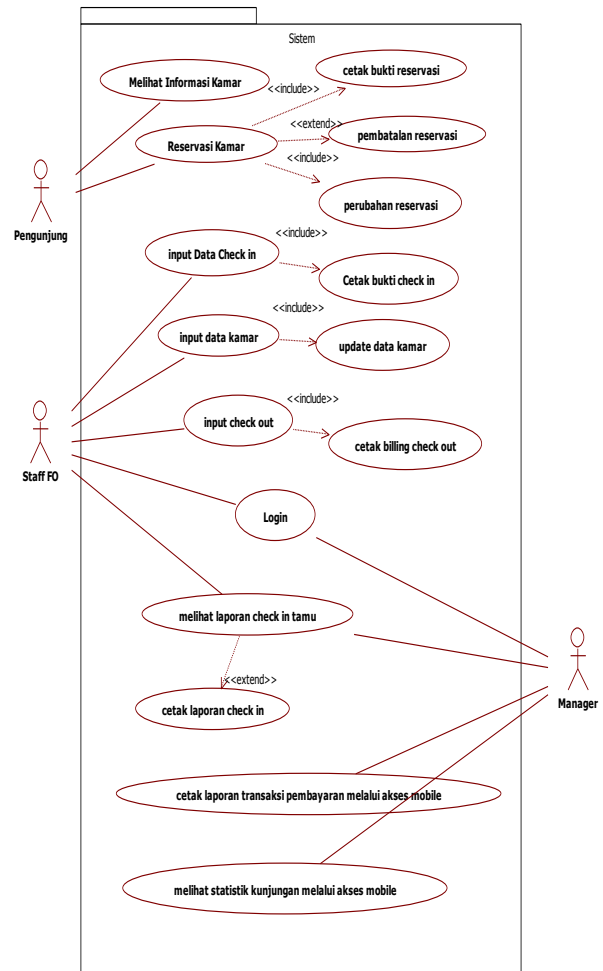 Sistem
Melihat Informasi Kamar
cetak bukti reservasi
<<include>>
<<extend>>
pembatalan reservasi
Reservasi Kamar
<<include>>
perubahan reservasi
Pengunjung
<<include>>
input Data Check in
Cetak bukti check in
<<include>>
input data kamar
update data kamar
<<include>>
input check out
cetak billing check out
Staff FO
Login
melihat laporan check in tamu
<<extend>>
cetak laporan check in
Manager
cetak laporan transaksi pembayaran melalui akses mobile
melihat statistik kunjungan melalui akses mobile